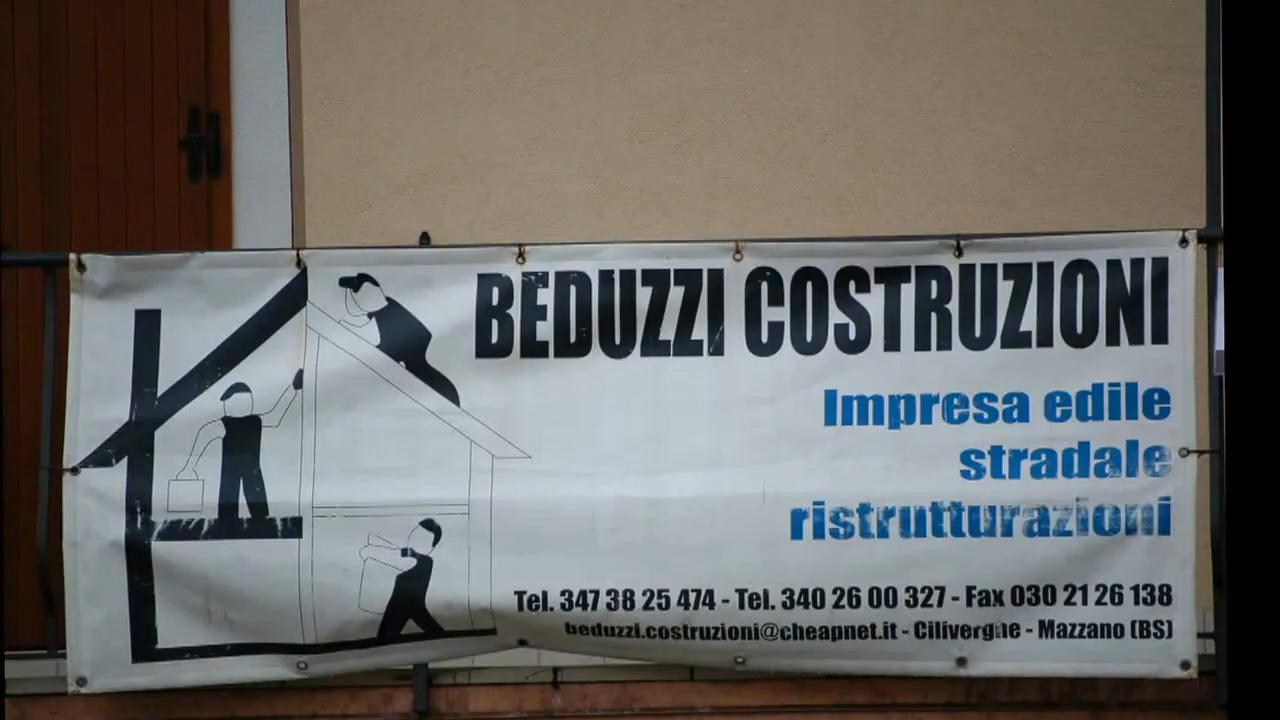 BEDUZZI COSTRUZIONI
Impresa edile
stradale
ristrutturazioni
Tel. 347 38 25 474 - Tel. 340 26 00 327 - Fax 030 21 26 138
beduzzi.costruzioni@cheapnet.it - Ciliverghe - Mazzano (BS)